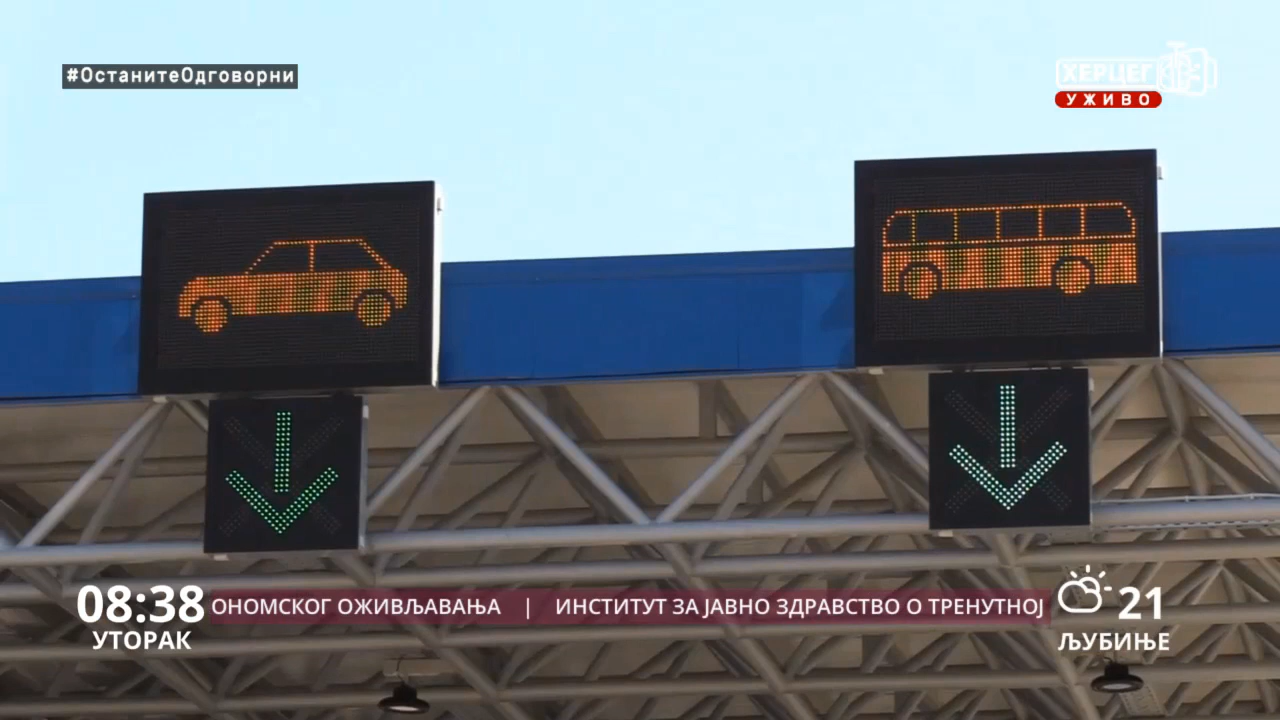 #ОстанитеОдговорни
ХЕРЦЕГ
УЖИВО
08:38
УТОРАК
ОНОМСКОГ ОЖИВЉАВАЊА | ИНСТИТУТ ЗА ЈАВНО ЗДРАВСТВО О ТРЕНУТНОЈ
21
ЉУБИЊЕ